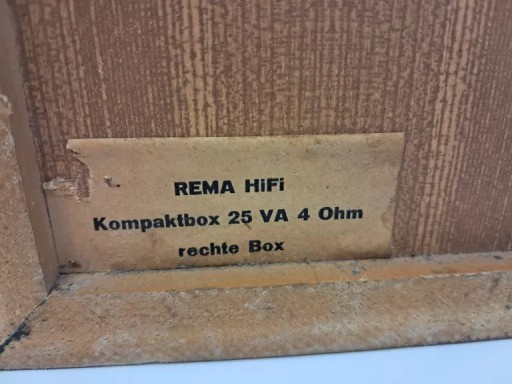 REMA HiFi
Kompaktbox 25 VA 4 Ohm
rechte Box